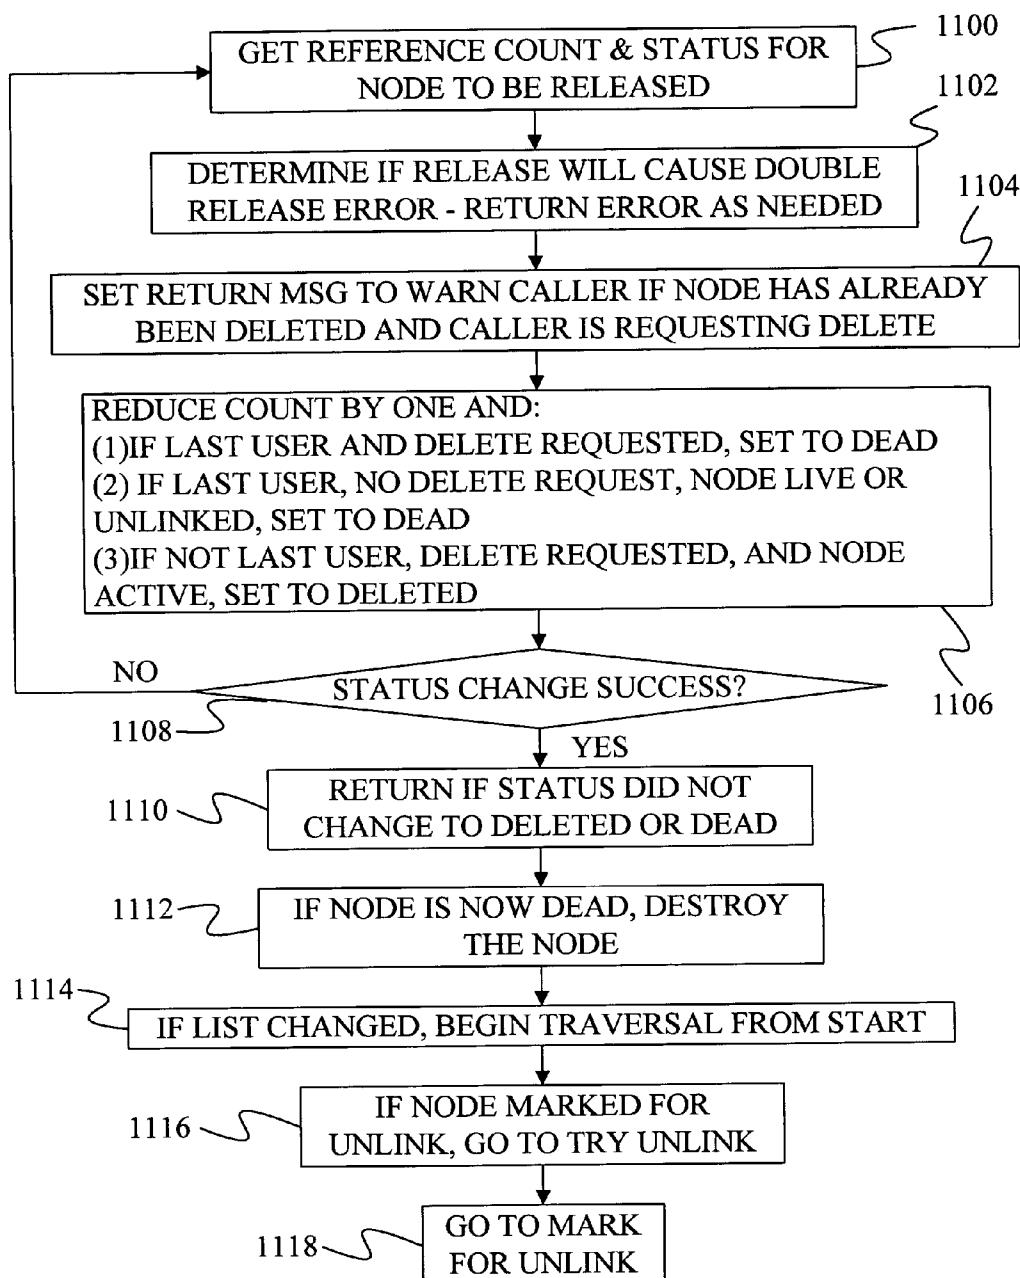 1100
GET REFERENCE COUNT & STATUS FOR
NODE TO BE RELEASED
1102
DETERMINE IF RELEASE WILL CAUSE DOUBLE
RELEASE ERROR - RETURN ERROR AS NEEDED
1104
SET RETURN MSG TO WARN CALLER IF NODE HAS ALREADY
BEEN DELETED AND CALLER IS REQUESTING DELETE
REDUCE COUNT BY ONE AND:
(1)IF LAST USER AND DELETE REQUESTED, SET TO DEAD
(2) IF LAST USER, NO DELETE REQUEST, NODE LIVE OR
UNLINKED, SET TO DEAD
(3)IF NOT LAST USER, DELETE REQUESTED, AND NODE
ACTIVE, SET TO DELETED
NO
STATUS CHANGE SUCCESS?
1106
1108
YES
1110
RETURN IF STATUS DID NOT
CHANGE TO DELETED OR DEAD
1112
IF NODE IS NOW DEAD, DESTROY
THE NODE
1114
IF LIST CHANGED, BEGIN TRAVERSAL FROM START
1116
IF NODE MARKED FOR
UNLINK, GO TO TRY UNLINK
1118
GO TO MARK
FOR UNLINK